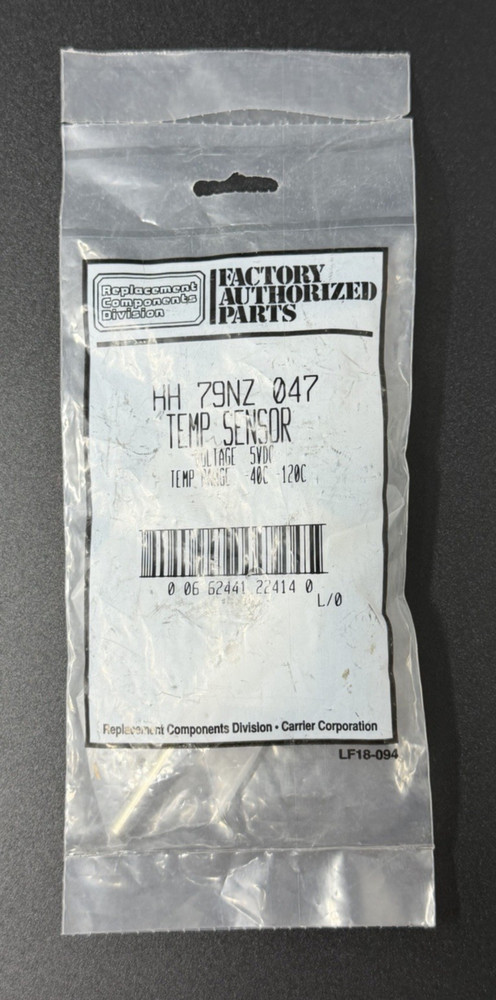 Replacement
Components
Division
FACTORY
AUTHORIZED
PARTS
HH 79NZ 047
TEMP SENSOR
VOLTAGE 5VDC
TEMP RANGE -40C -120C
0 06 62441 22414 0
L/0
Replacement Components Division • Carrier Corporation
LF18-094